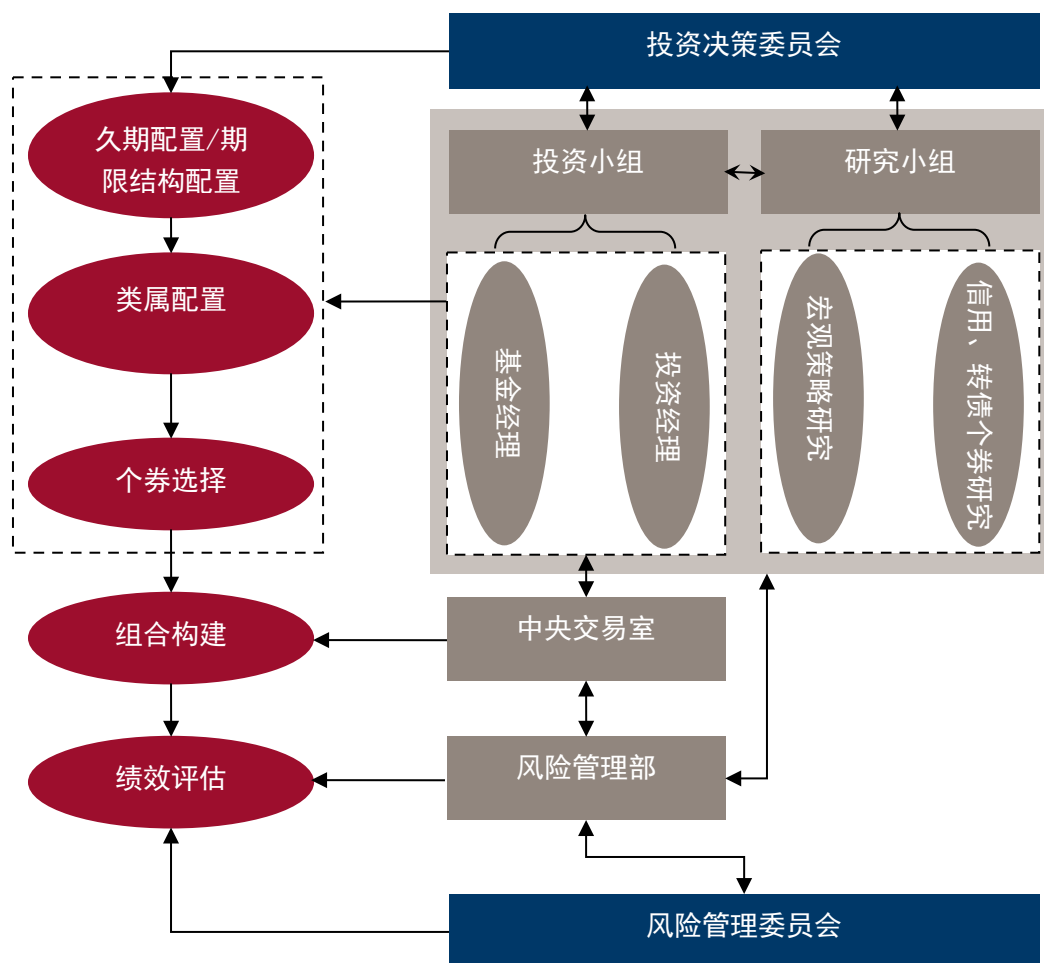 投资决策委员会
久期配置/期
限结构配置
投资小组
研究小组
类属配置
基金经理
投资经理
宏观策略研究
信用、转债个券研究
个券选择
组合构建
中央交易室
绩效评估
风险管理部
风险管理委员会